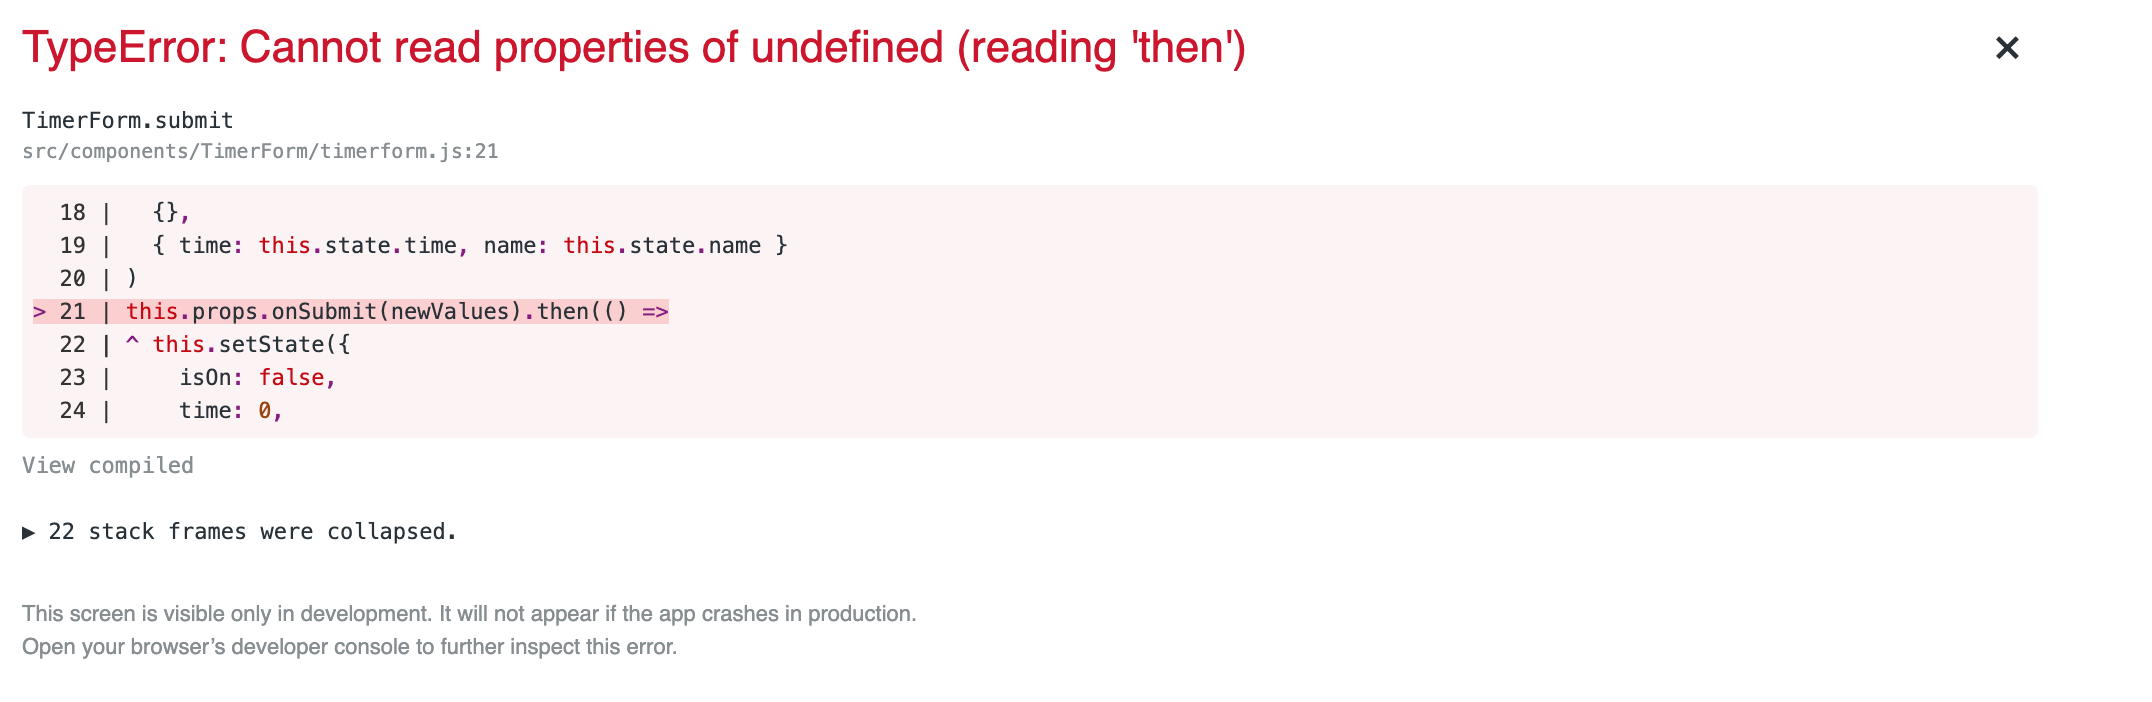 TypeError: Cannot read properties of undefined (reading 'then')
✕
TimerForm.submit
src/components/TimerForm/timerform.js:21
  18 |   {},
  19 |   { time: this.state.time, name: this.state.name }
  20 | )
> 21 | this.props.onSubmit(newValues).then(() =>
  22 | ^ this.setState({
  23 |     isOn: false,
  24 |     time: 0,
View compiled
▶ 22 stack frames were collapsed.
This screen is visible only in development. It will not appear if the app crashes in production.
Open your browser’s developer console to further inspect this error.